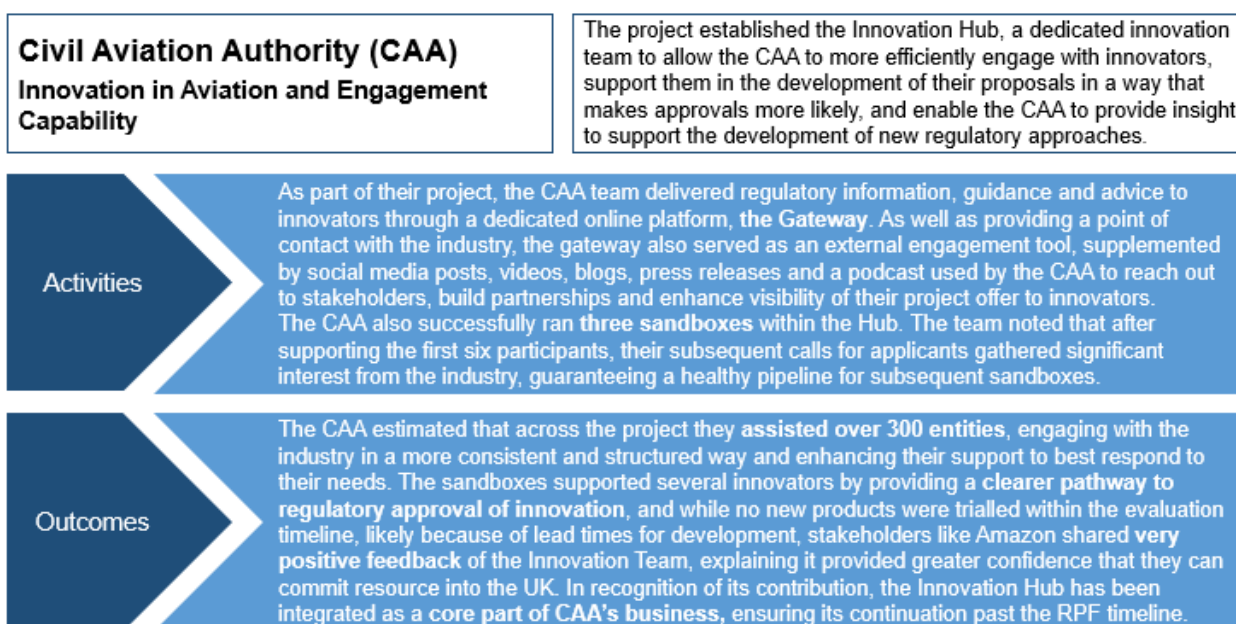 Civil Aviation Authority (CAA)
Innovation in Aviation and Engagement
Capability
The project established the Innovation Hub, a dedicated innovation
team to allow the CAA to more efficiently engage with innovators,
support them in the development of their proposals in a way that
makes approvals more likely, and enable the CAA to provide insight
to support the development of new regulatory approaches.
Activities
As part of their project, the CAA team delivered regulatory information, guidance and advice to
innovators through a dedicated online platform, the Gateway. As well as providing a point of
contact with the industry, the gateway also served as an external engagement tool, supplemented
by social media posts, videos, blogs, press releases and a podcast used by the CAA to reach out
to stakeholders, build partnerships and enhance visibility of their project offer to innovators.
The CAA also successfully ran three sandboxes within the Hub. The team noted that after
supporting the first six participants, their subsequent calls for applicants gathered significant
interest from the industry, guaranteeing a healthy pipeline for subsequent sandboxes.
Outcomes
The CAA estimated that across the project they assisted over 300 entities, engaging with the
industry in a more consistent and structured way and enhancing their support to best respond to
their needs. The sandboxes supported several innovators by providing a clearer pathway to
regulatory approval of innovation, and while no new products were trialled within the evaluation
timeline, likely because of lead times for development, stakeholders like Amazon shared very
positive feedback of the Innovation Team, explaining it provided greater confidence that they can
commit resource into the UK. In recognition of its contribution, the Innovation Hub has been
integrated as a core part of CAA's business, ensuring its continuation past the RPF timeline.